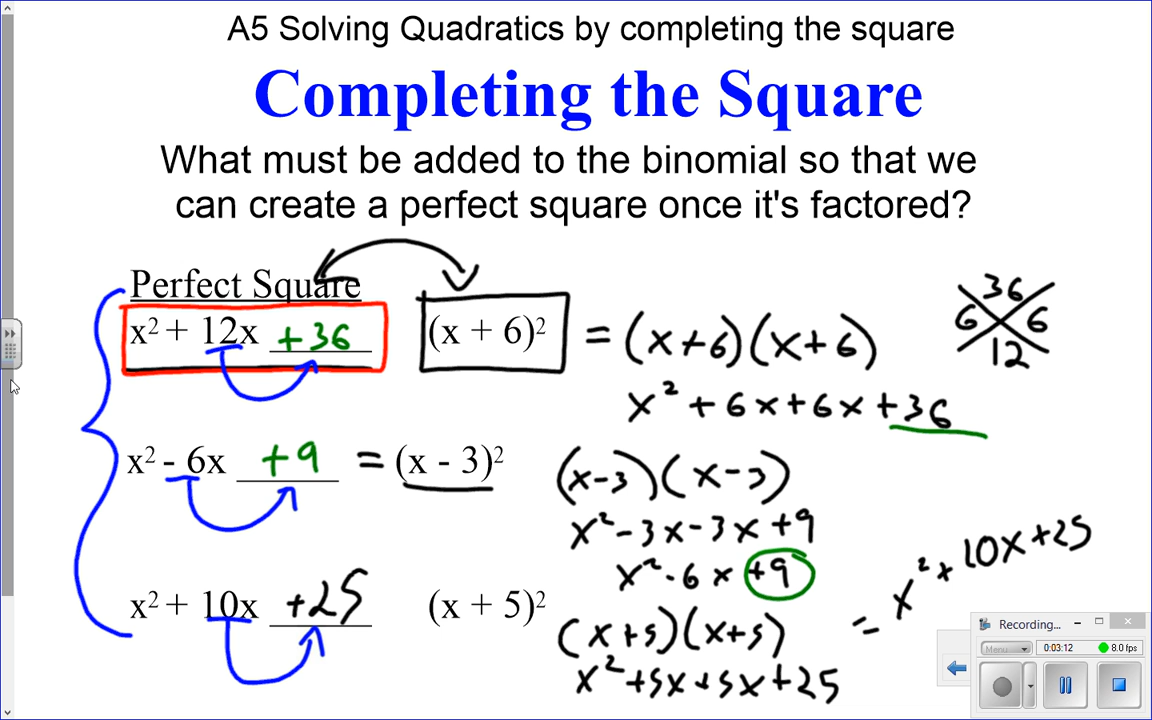 A5 Solving Quadratics by completing the square
Completing the Square
What must be added to the binomial so that we
can create a perfect square once it's factored?
Perfect Square
x² + 12x +36 (x + 6)² = (x+6)(x+6)
36
6 6
12
x² + 6x + 6x + 36
x² - 6x +9 = (x - 3)²
(x-3)(x-3)
x² - 3x - 3x + 9
x² - 6x +9
x² + 10x +25 (x + 5)²
(x+5)(x+5) = x² + 10x + 25
x² + 5x + 5x + 25
Recording...
Menu 0:03:12 8.0 fps